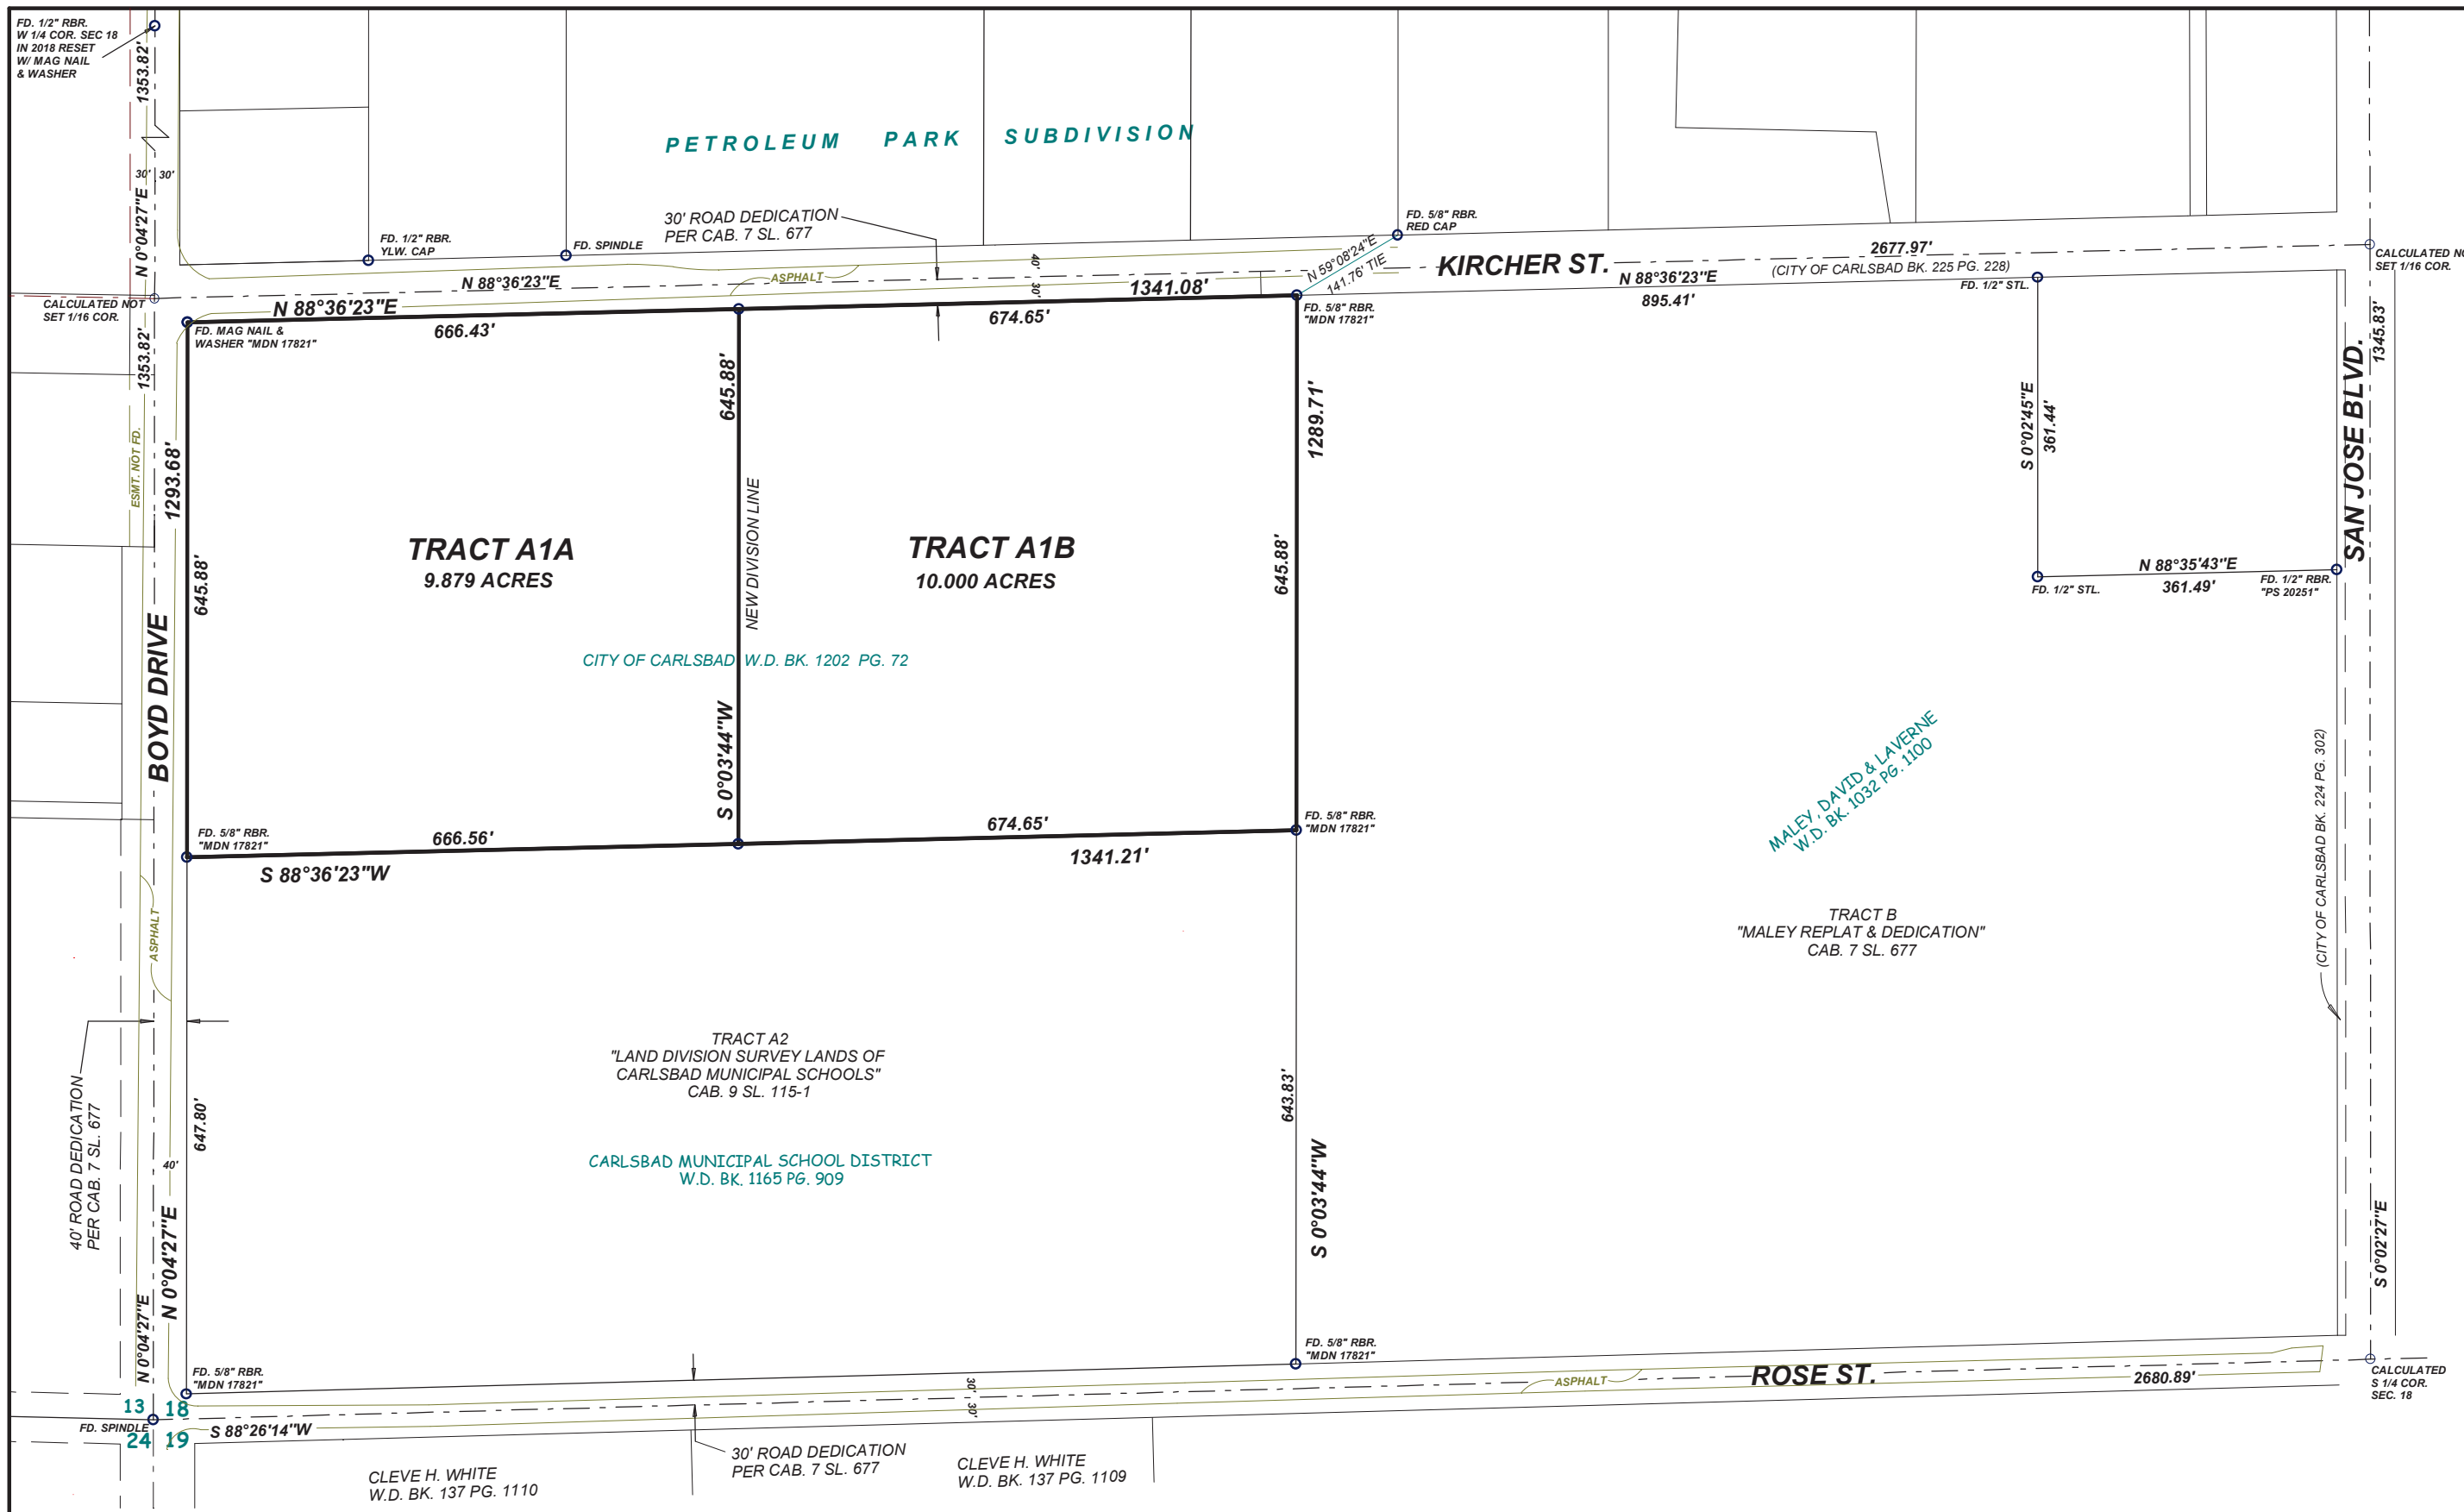 FD. 1/2" RBR.
W 1/4 COR. SEC 18
IN 2018 RESET
W/ MAG NAIL
& WASHER
1353.82'
30' 30'
N 0°04'27"E
PETROLEUM PARK SUBDIVISION
30' ROAD DEDICATION
PER CAB. 7 SL. 677
FD. 1/2" RBR.
YLW. CAP
FD. SPINDLE
FD. 5/8" RBR.
RED CAP
N 59°08'24"E
141.76' TIE
40'
30'
KIRCHER ST.
2677.97'
(CITY OF CARLSBAD BK. 225 PG. 228)
CALCULATED NO
SET 1/16 COR.
CALCULATED NOT
SET 1/16 COR.
N 88°36'23"E
ASPHALT
N 88°36'23"E
1341.08'
N 88°36'23"E
895.41'
FD. 1/2" STL.
FD. MAG NAIL &
WASHER "MDN 17821"
666.43'
674.65'
FD. 5/8" RBR.
"MDN 17821"
1353.82'
ESMT. NOT FD.
1293.68'
645.88'
645.88'
NEW DIVISION LINE
S 0°03'44"W
1289.71'
645.88'
S 0°02'45"E
361.44'
SAN JOSE BLVD.
1345.83'
TRACT A1A
9.879 ACRES
TRACT A1B
10.000 ACRES
N 88°35'43"E
361.49'
FD. 1/2" STL.
FD. 1/2" RBR.
"PS 20251"
CITY OF CARLSBAD W.D. BK. 1202 PG. 72
BOYD DRIVE
MALEY, DAVID & LAVERNE
W.D. BK. 1032 PG. 1100
(CITY OF CARLSBAD BK. 224 PG. 302)
FD. 5/8" RBR.
"MDN 17821"
666.56'
674.65'
FD. 5/8" RBR.
"MDN 17821"
S 88°36'23"W
1341.21'
ASPHALT
TRACT B
"MALEY REPLAT & DEDICATION"
CAB. 7 SL. 677
TRACT A2
"LAND DIVISION SURVEY LANDS OF
CARLSBAD MUNICIPAL SCHOOLS"
CAB. 9 SL. 115-1
40' ROAD DEDICATION
PER CAB. 7 SL. 677
647.80'
40'
643.83'
CARLSBAD MUNICIPAL SCHOOL DISTRICT
W.D. BK. 1165 PG. 909
N 0°04'27"E
N 0°04'27"E
S 0°03'44"W
S 0°02'27"E
FD. 5/8" RBR.
"MDN 17821"
FD. 5/8" RBR.
"MDN 17821"
30'
30'
ASPHALT
ROSE ST.
2680.89'
CALCULATED
S 1/4 COR.
SEC. 18
13 18
FD. SPINDLE
24 19
S 88°26'14"W
30' ROAD DEDICATION
PER CAB. 7 SL. 677
CLEVE H. WHITE
W.D. BK. 137 PG. 1110
CLEVE H. WHITE
W.D. BK. 137 PG. 1109